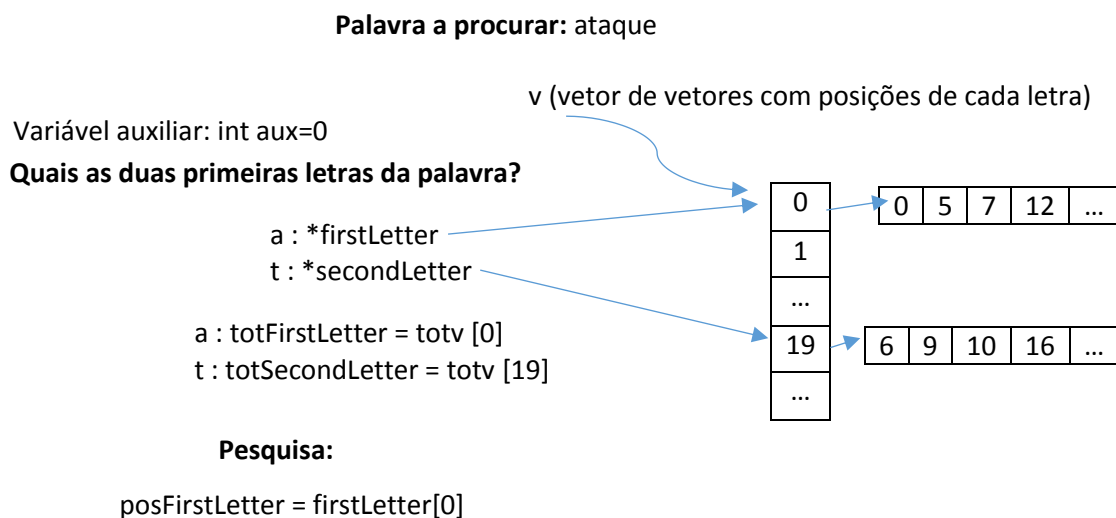 Palavra a procurar: ataque
v (vetor de vetores com posições de cada letra)
Variável auxiliar: int aux=0
Quais as duas primeiras letras da palavra?
0
0 5 7 12 ...
a : *firstLetter
1
t : *secondLetter
...
a : totFirstLetter = totv [0]
19
6 9 10 16 ...
t : totSecondLetter = totv [19]
...
Pesquisa:
posFirstLetter = firstLetter[0]